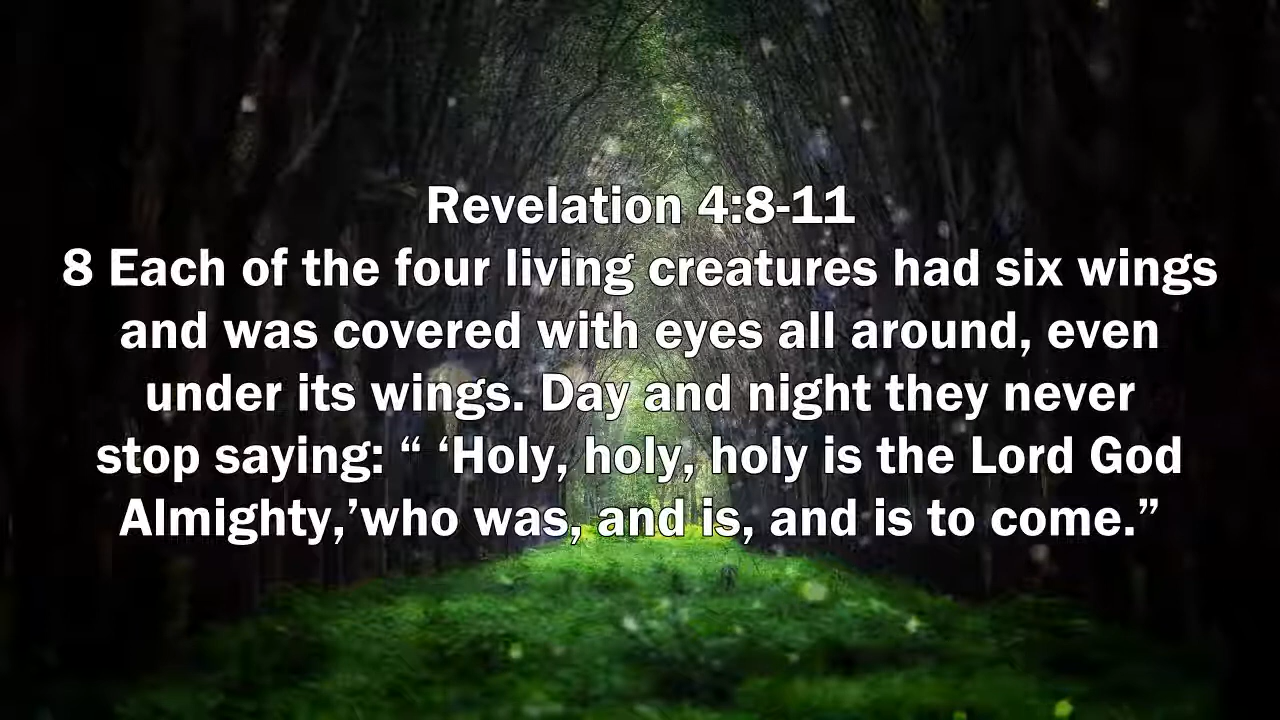 Revelation 4:8-11
8 Each of the four living creatures had six wings
and was covered with eyes all around, even
under its wings. Day and night they never
stop saying: “ ‘Holy, holy, holy is the Lord God
Almighty,’who was, and is, and is to come.”